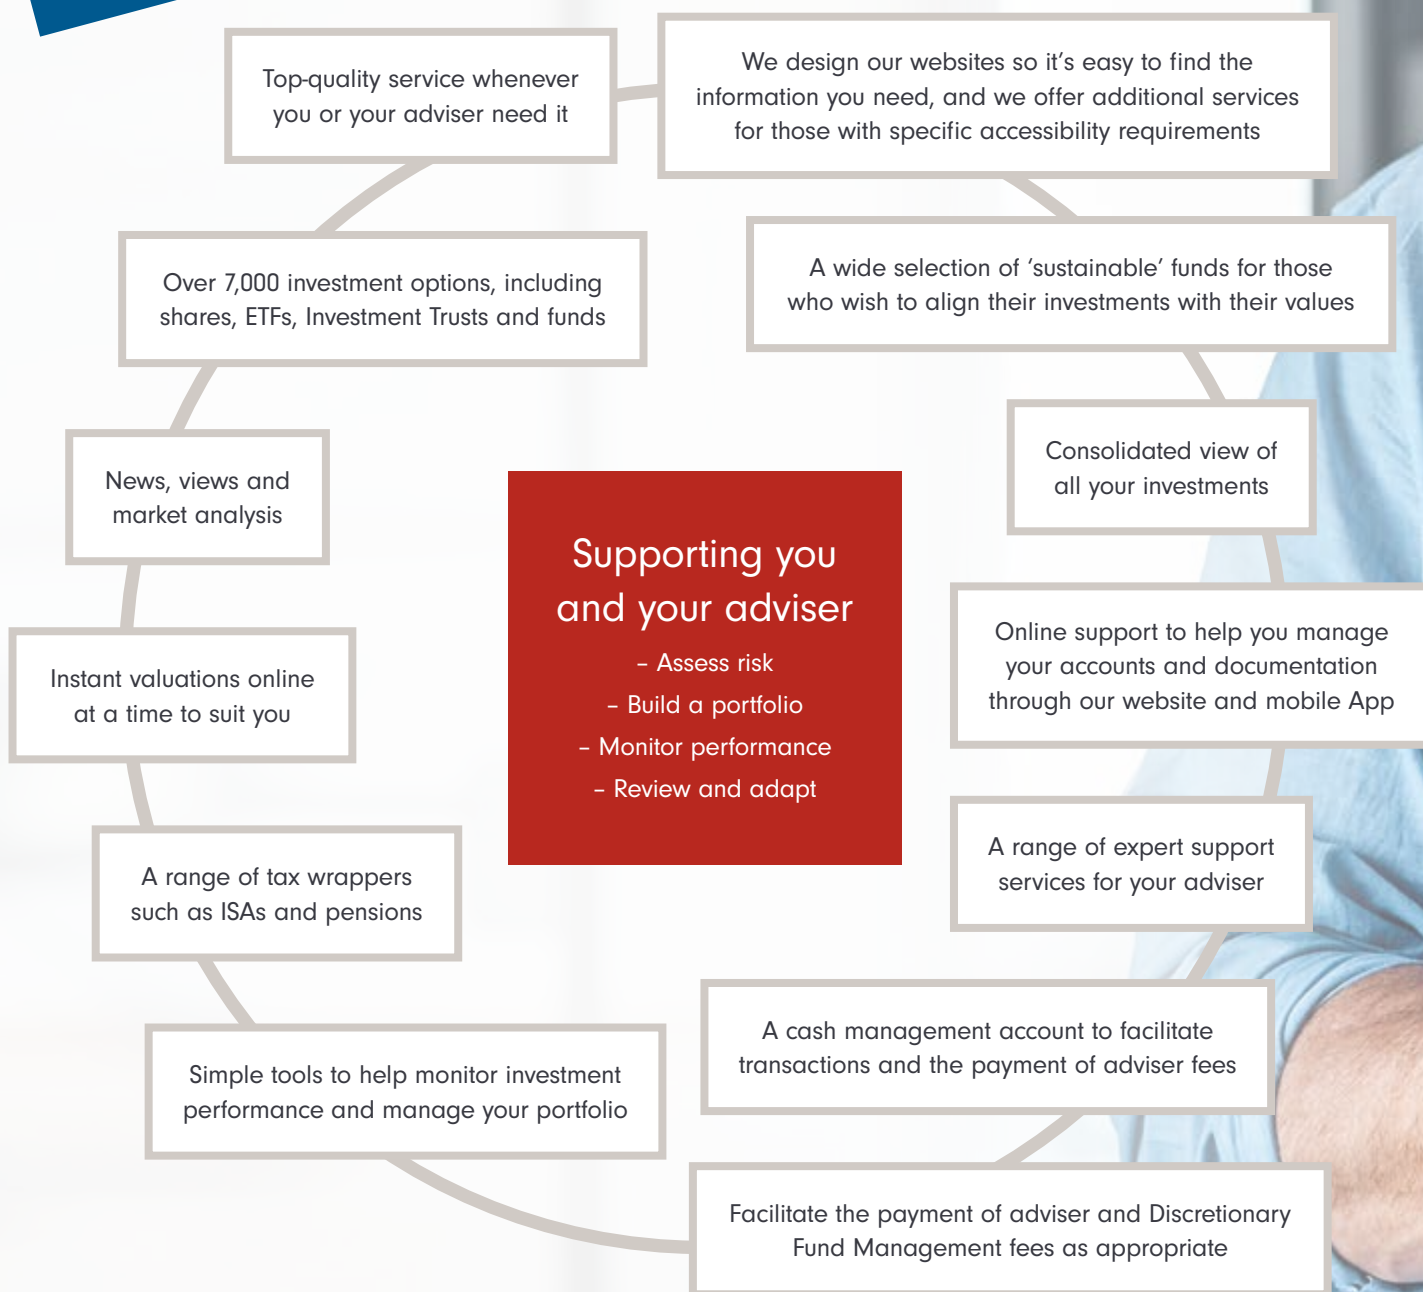 Top-quality service whenever
you or your adviser need it
We design our websites so it’s easy to find the
information you need, and we offer additional services
for those with specific accessibility requirements
Over 7,000 investment options, including
shares, ETFs, Investment Trusts and funds
A wide selection of ‘sustainable’ funds for those
who wish to align their investments with their values
News, views and
market analysis
Consolidated view of
all your investments
Supporting you
and your adviser
– Assess risk
– Build a portfolio
– Monitor performance
– Review and adapt
Instant valuations online
at a time to suit you
Online support to help you manage
your accounts and documentation
through our website and mobile App
A range of tax wrappers
such as ISAs and pensions
A range of expert support
services for your adviser
Simple tools to help monitor investment
performance and manage your portfolio
A cash management account to facilitate
transactions and the payment of adviser fees
Facilitate the payment of adviser and Discretionary
Fund Management fees as appropriate